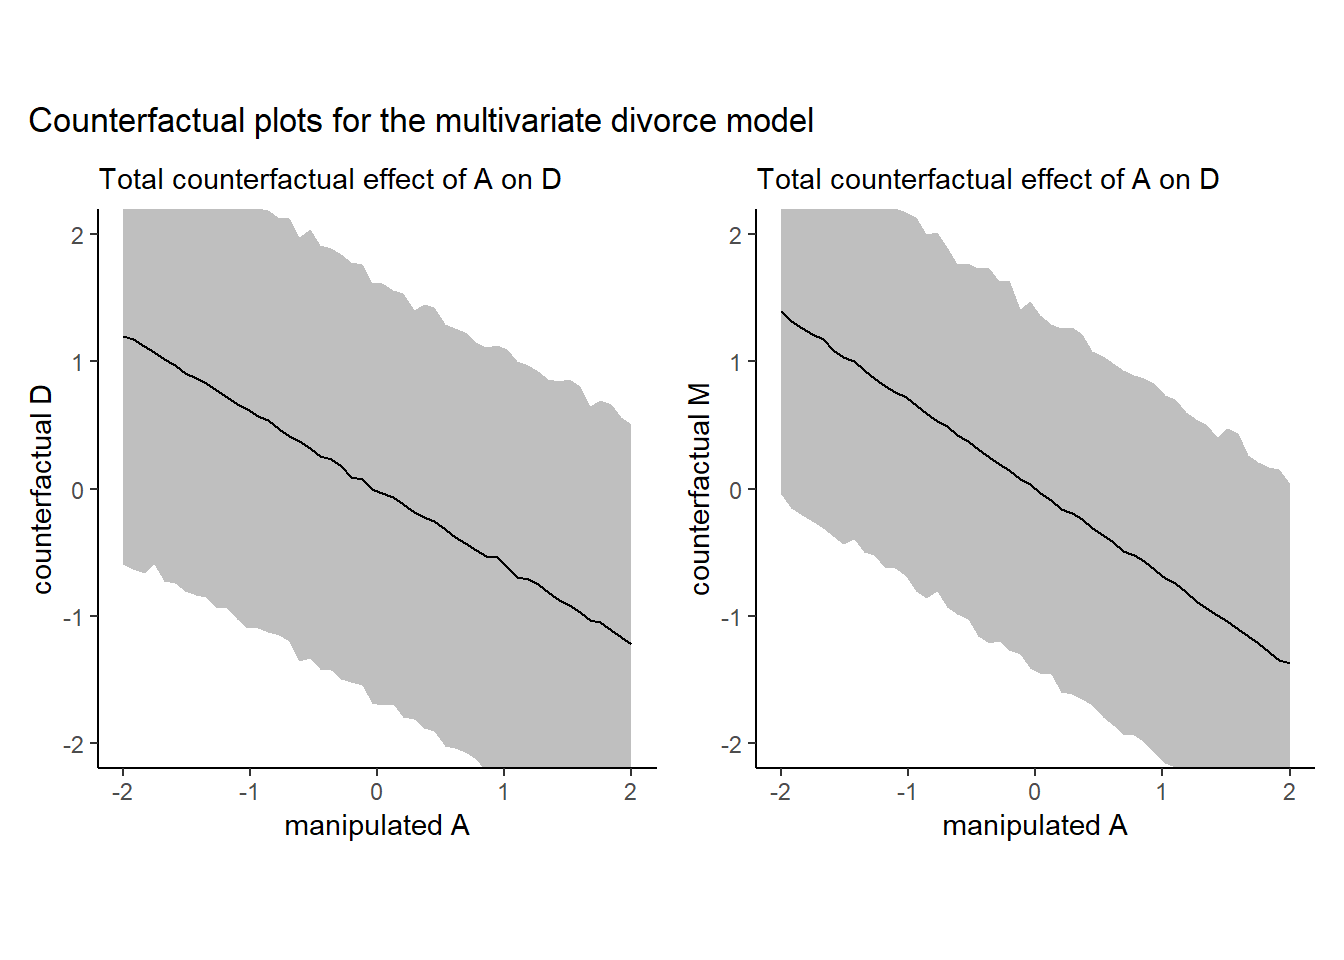 Counterfactual plots for the multivariate divorce model
Total counterfactual effect of A on D
counterfactual D
2
1
0
-1
-2
-2 -1 0 1 2
manipulated A
Total counterfactual effect of A on D
counterfactual M
2
1
0
-1
-2
-2 -1 0 1 2
manipulated A